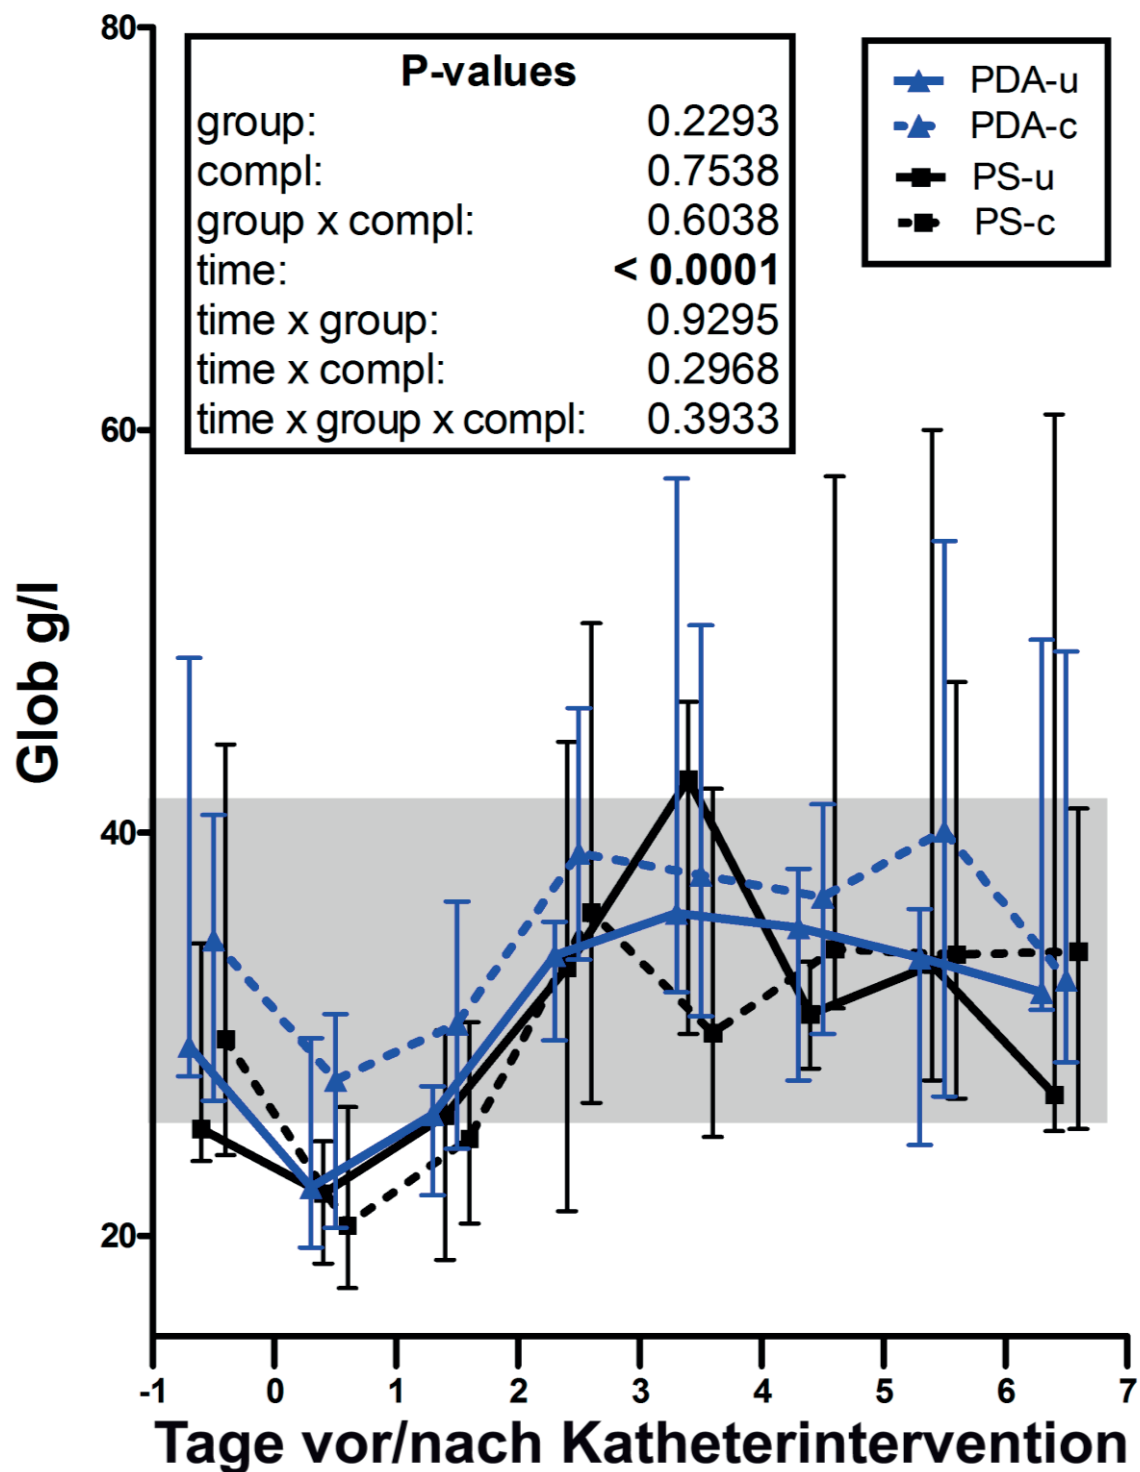 80
P-values
group: 0.2293
compl: 0.7538
group x compl: 0.6038
time: < 0.0001
time x group: 0.9295
time x compl: 0.2968
time x group x compl: 0.3933
PDA-u
PDA-c
PS-u
PS-c
60
Glob g/l
40
20
-1 0 1 2 3 4 5 6 7
Tage vor/nach Katheterintervention